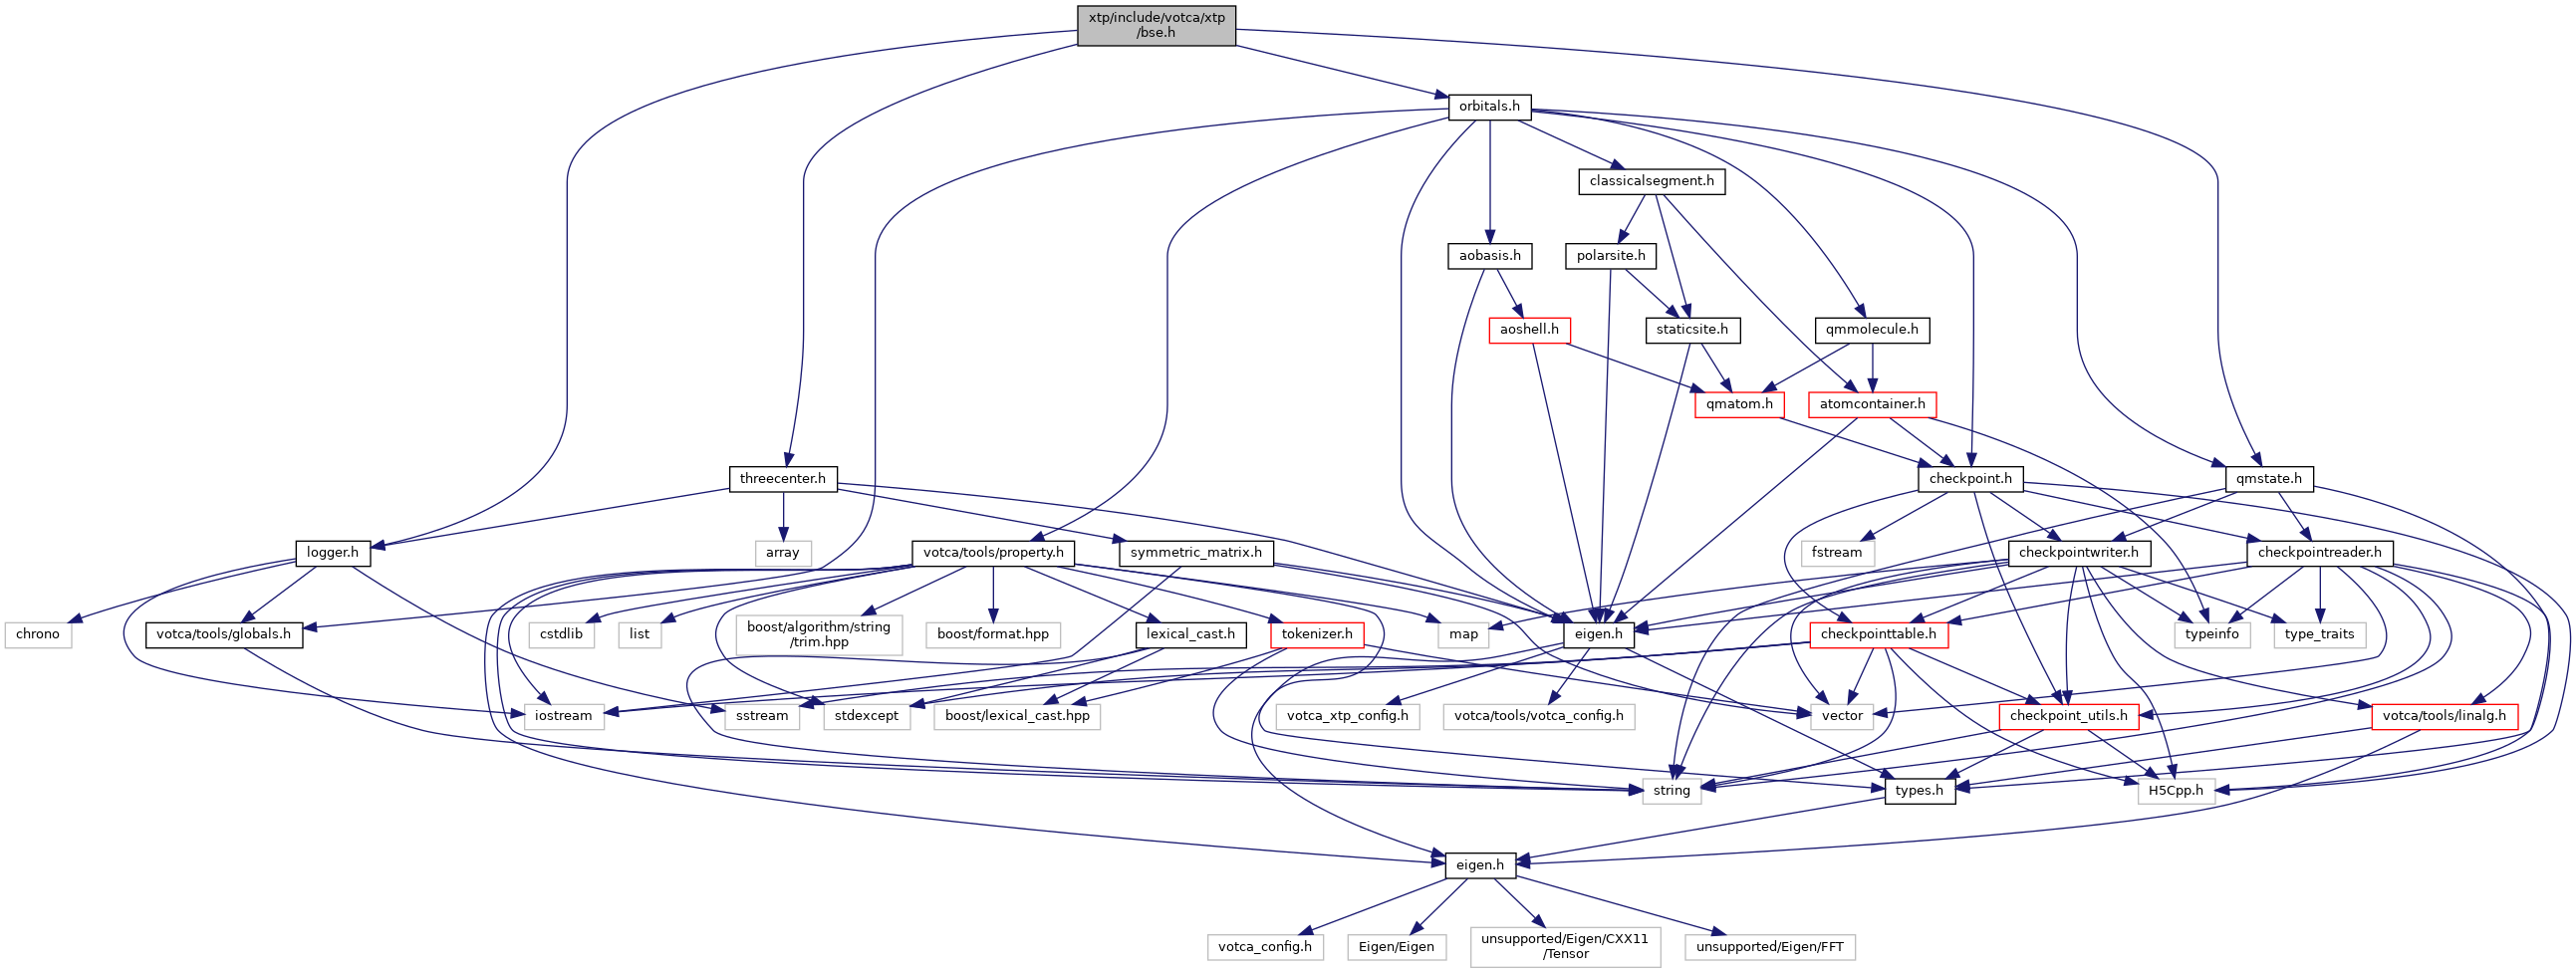 xtp/include/votca/xtp
/bse.h
orbitals.h
classicalsegment.h
aobasis.h
polarsite.h
aoshell.h
staticsite.h
qmmolecule.h
qmatom.h
atomcontainer.h
threecenter.h
checkpoint.h
qmstate.h
logger.h
array
votca/tools/property.h
symmetric_matrix.h
fstream
checkpointwriter.h
checkpointreader.h
chrono
votca/tools/globals.h
cstdlib
list
boost/algorithm/string
/trim.hpp
boost/format.hpp
lexical_cast.h
tokenizer.h
map
eigen.h
checkpointtable.h
typeinfo
type_traits
iostream
sstream
stdexcept
boost/lexical_cast.hpp
votca_xtp_config.h
votca/tools/votca_config.h
vector
checkpoint_utils.h
votca/tools/linalg.h
string
types.h
H5Cpp.h
eigen.h
votca_config.h
Eigen/Eigen
unsupported/Eigen/CXX11
/Tensor
unsupported/Eigen/FFT